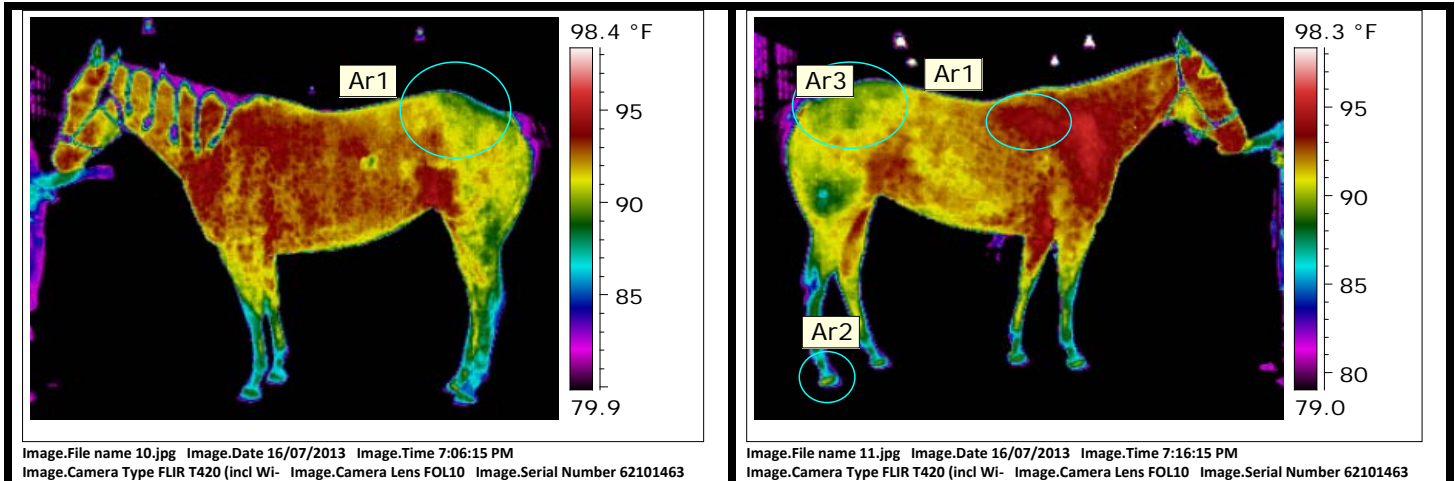 98.4 °F
Ar1
95
90
85
79.9
Image.File name 10.jpg Image.Date 16/07/2013 Image.Time 7:06:15 PM
Image.Camera Type FLIR T420 (incl Wi- Image.Camera Lens FOL10 Image.Serial Number 62101463
98.3 °F
Ar3
Ar1
95
90
85
Ar2
80
79.0
Image.File name 11.jpg Image.Date 16/07/2013 Image.Time 7:16:15 PM
Image.Camera Type FLIR T420 (incl Wi- Image.Camera Lens FOL10 Image.Serial Number 62101463